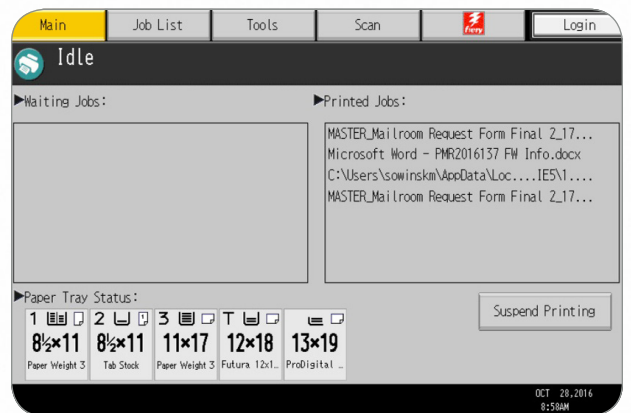 Main Job List Tools Scan Fiery Login
Idle
▶Waiting Jobs:
▶Printed Jobs:
MASTER_Mailroom Request Form Final 2_17...
Microsoft Word - PMR2016137 FW Info.docx
C:\Users\sowinskm\AppData\Loc....IE5\1....
MASTER_Mailroom Request Form Final 2_17...
▶Paper Tray Status:
1 2 3 T
8½×11 8½×11 11×17 12×18 13×19
Paper Weight 3 Tab Stock Paper Weight 3 Futura 12x1… ProDigital …
Suspend Printing
OCT 28,2016
8:58AM